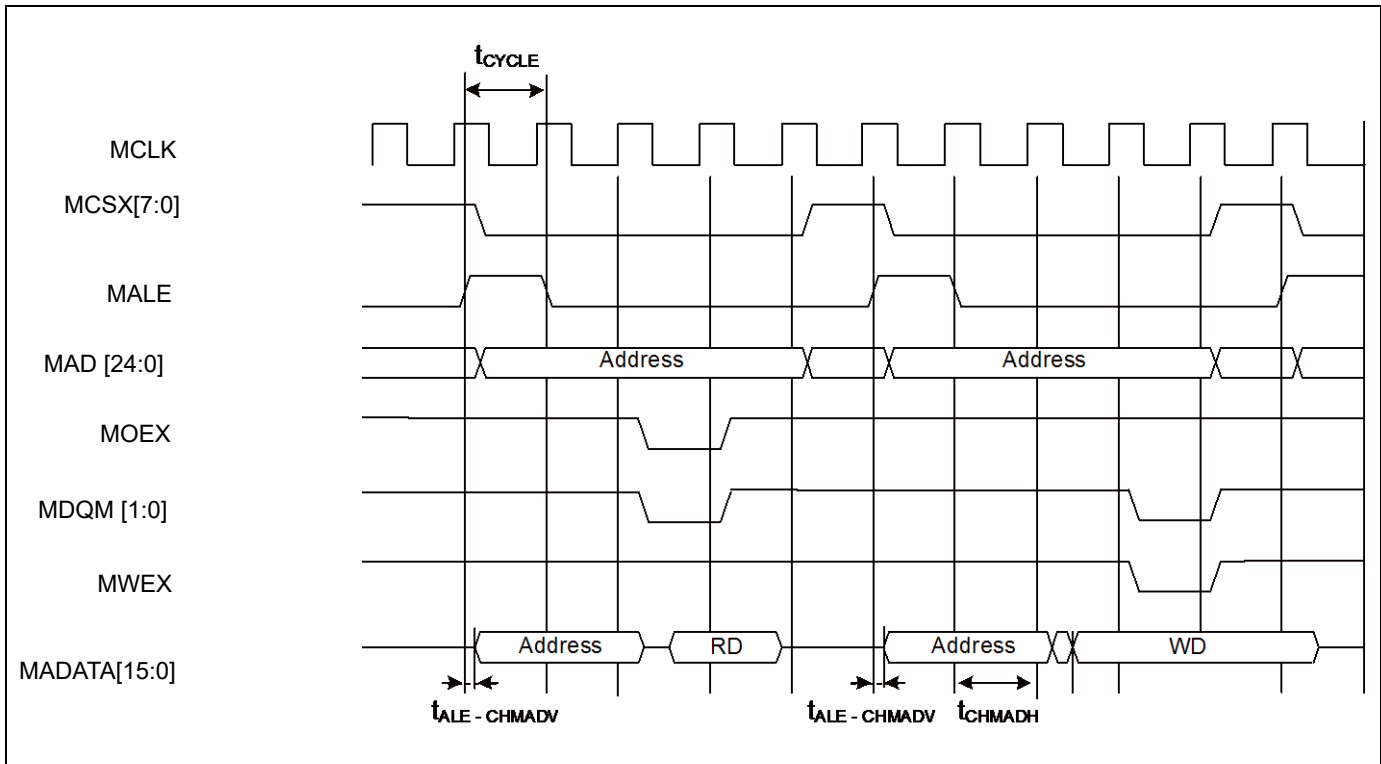 tCYCLE
MCLK
MCSX[7:0]
MALE
MAD [24:0]
Address
Address
MOEX
MDQM [1:0]
MWEX
MADATA[15:0]
Address
RD
Address
WD
tALE - CHMADV
tALE - CHMADV
tCHMADH